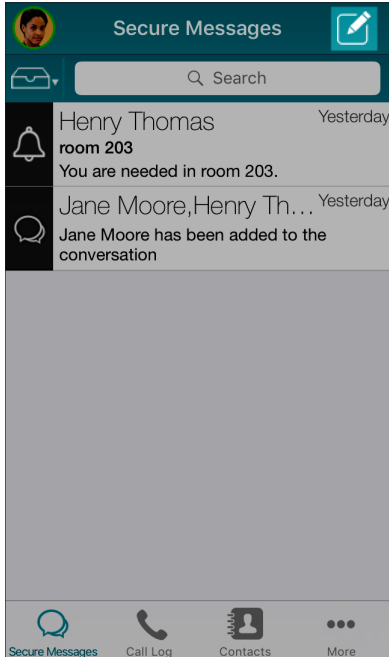 Secure Messages
Search
Henry Thomas
Yesterday
room 203
You are needed in room 203.
Jane Moore,Henry Th...
Yesterday
Jane Moore has been added to the
conversation
Secure Messages
Call Log
Contacts
More